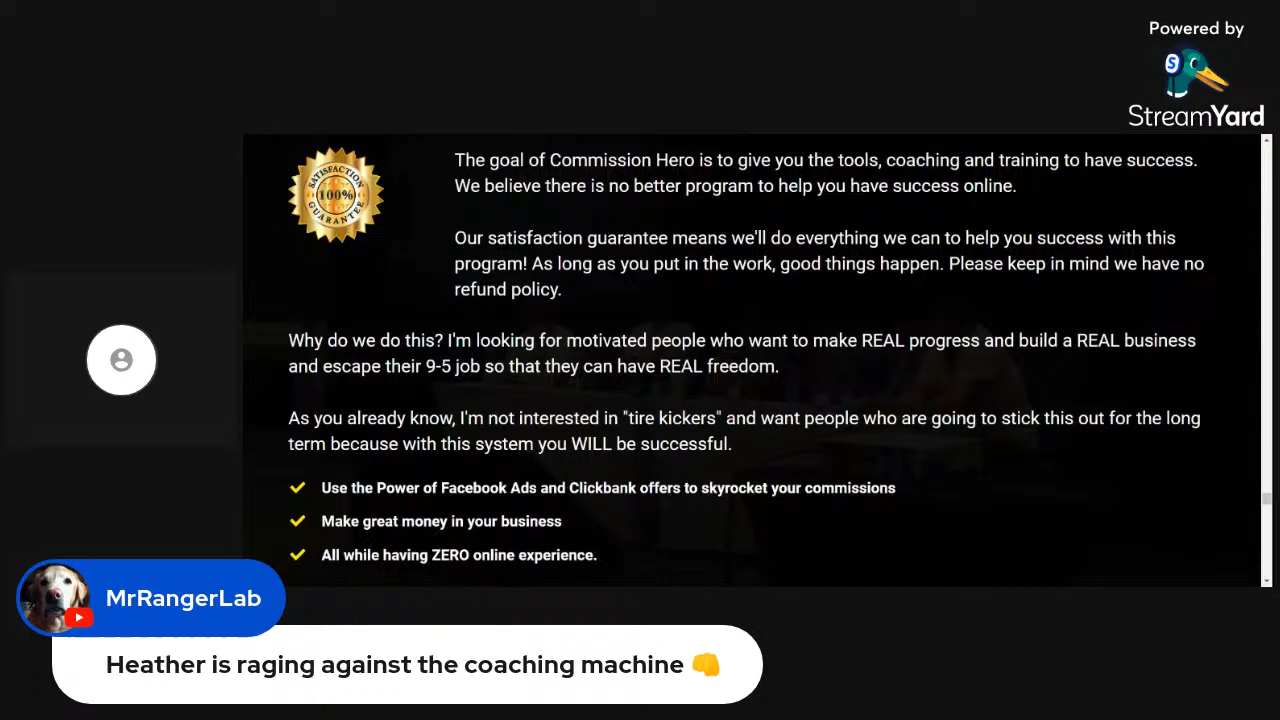 Powered by
StreamYard
SATISFACTION
100%
GUARANTEE
The goal of Commission Hero is to give you the tools, coaching and training to have success.
We believe there is no better program to help you have success online.
Our satisfaction guarantee means we'll do everything we can to help you success with this
program! As long as you put in the work, good things happen. Please keep in mind we have no
refund policy.
Why do we do this? I'm looking for motivated people who want to make REAL progress and build a REAL business
and escape their 9-5 job so that they can have REAL freedom.
As you already know, I'm not interested in "tire kickers" and want people who are going to stick this out for the long
term because with this system you WILL be successful.
Use the Power of Facebook Ads and Clickbank offers to skyrocket your commissions
Make great money in your business
All while having ZERO online experience.
MrRangerLab
Heather is raging against the coaching machine 👊